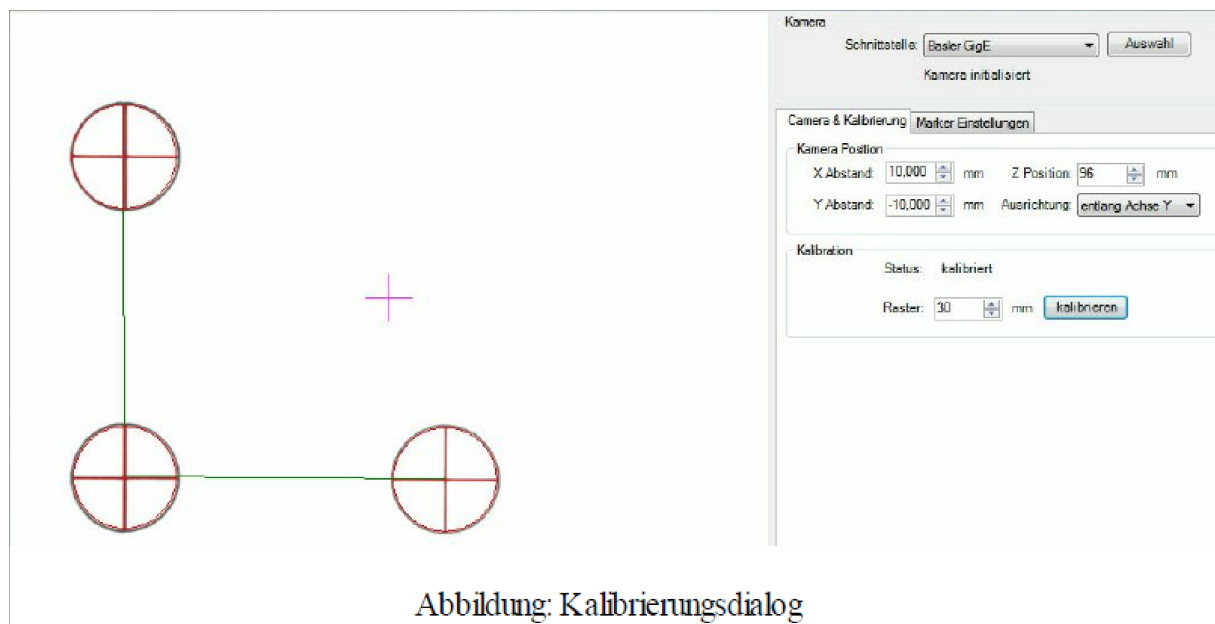 Kamera
Schnittstelle: Basler GigE Auswahl
Kamera initialisiert
Camera & Kalibrierung Marker Einstellungen
Kamera Position
X Abstand: 10,000 mm Z Position: 96 mm
Y Abstand: -10,000 mm Ausrichtung: entlang Achse Y
Kalibration
Status: kalibriert
Raster: 30 mm kalibrieren
Abbildung: Kalibrierungsdialog